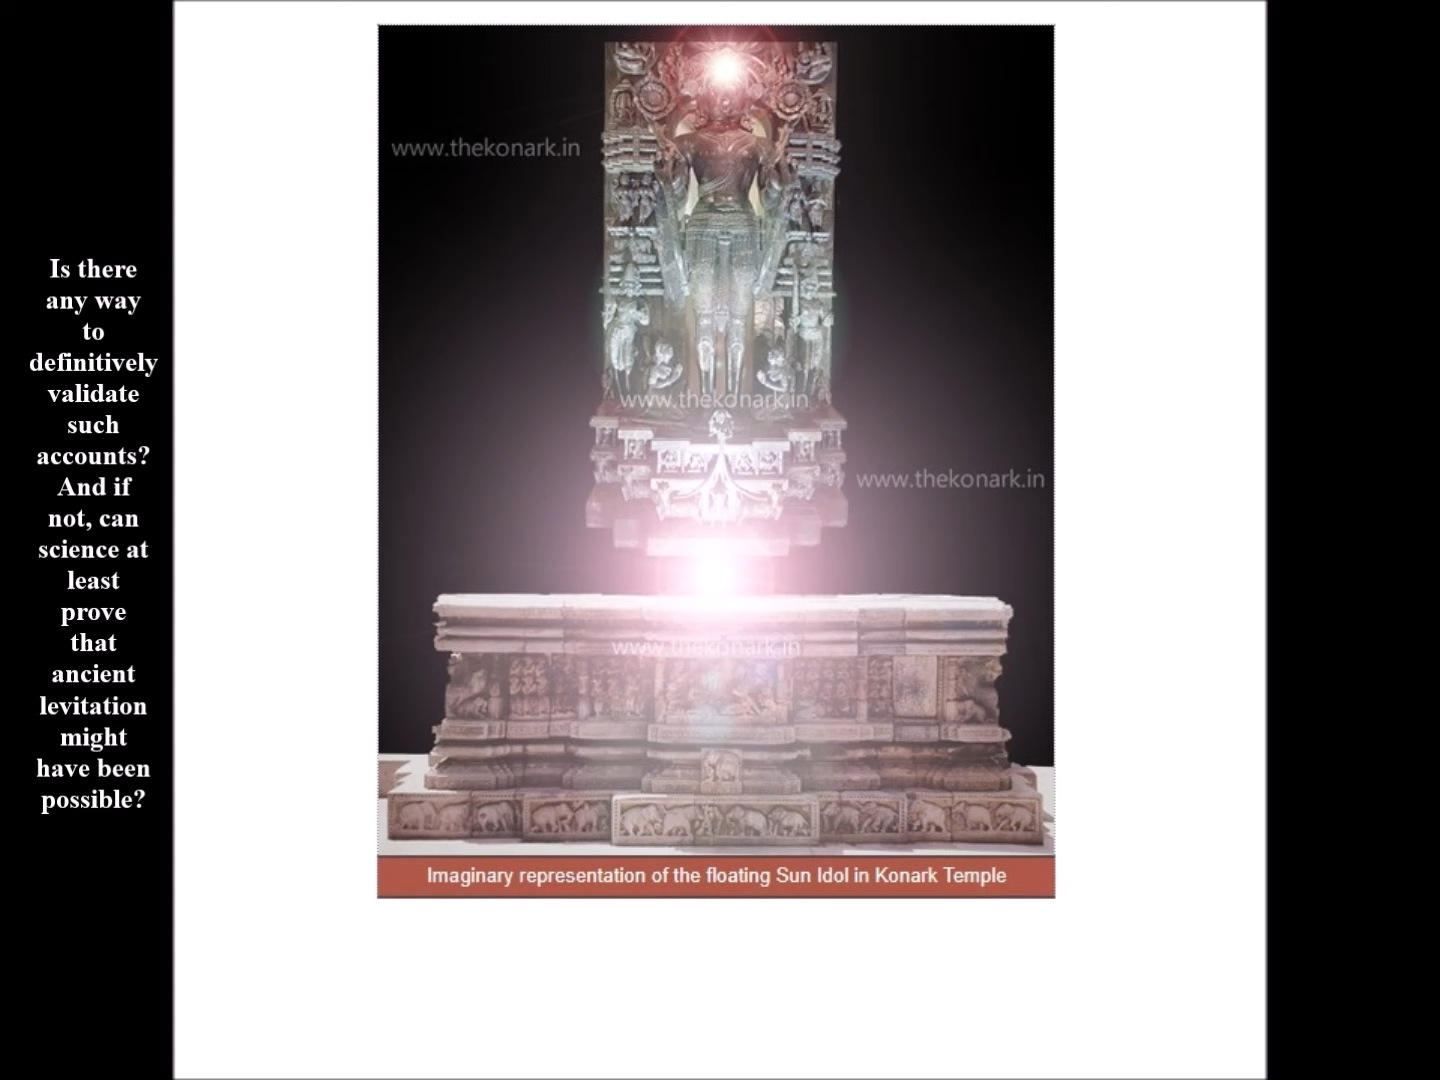 Is there
any way
to
definitively
validate
such
accounts?
And if
not, can
science at
least
prove
that
ancient
levitation
might
have been
possible?
www.thekonark.in
www.thekonark.in
www.thekonark.in
www.thekonark.in
Imaginary representation of the floating Sun Idol in Konark Temple